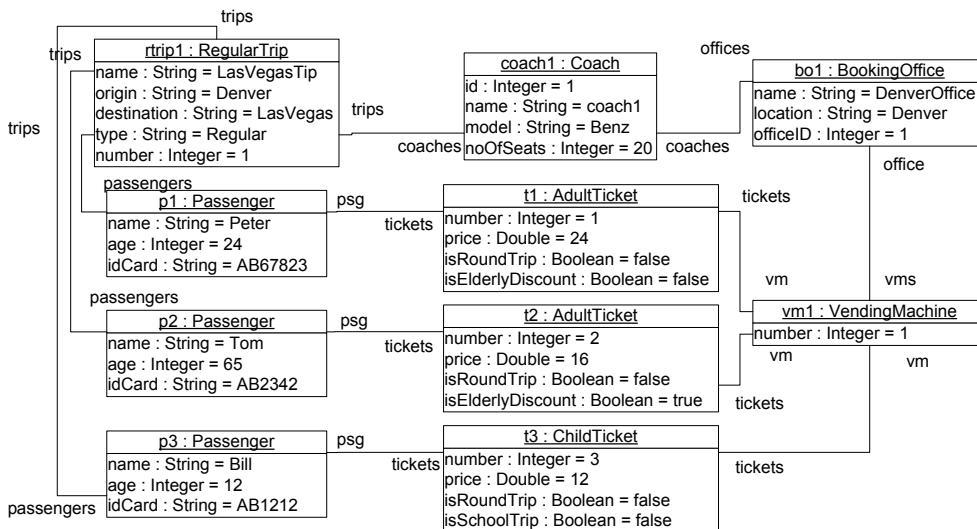 trips
rtrip1 : RegularTrip
name : String = LasVegasTip
origin : String = Denver
destination : String = LasVegas
type : String = Regular
number : Integer = 1
trips
trips
trips
coach1 : Coach
id : Integer = 1
name : String = coach1
model : String = Benz
noOfSeats : Integer = 20
coaches
coaches
offices
bo1 : BookingOffice
name : String = DenverOffice
location : String = Denver
officeID : Integer = 1
office
passengers
p1 : Passenger
name : String = Peter
age : Integer = 24
idCard : String = AB67823
psg
tickets
t1 : AdultTicket
number : Integer = 1
price : Double = 24
isRoundTrip : Boolean = false
isElderlyDiscount : Boolean = false
tickets
vm
vms
passengers
p2 : Passenger
name : String = Tom
age : Integer = 65
idCard : String = AB2342
psg
tickets
t2 : AdultTicket
number : Integer = 2
price : Double = 16
isRoundTrip : Boolean = false
isElderlyDiscount : Boolean = true
vm1 : VendingMachine
number : Integer = 1
vm
vm
tickets
p3 : Passenger
name : String = Bill
age : Integer = 12
idCard : String = AB1212
passengers
psg
tickets
t3 : ChildTicket
number : Integer = 3
price : Double = 12
isRoundTrip : Boolean = false
isSchoolTrip : Boolean = false
tickets